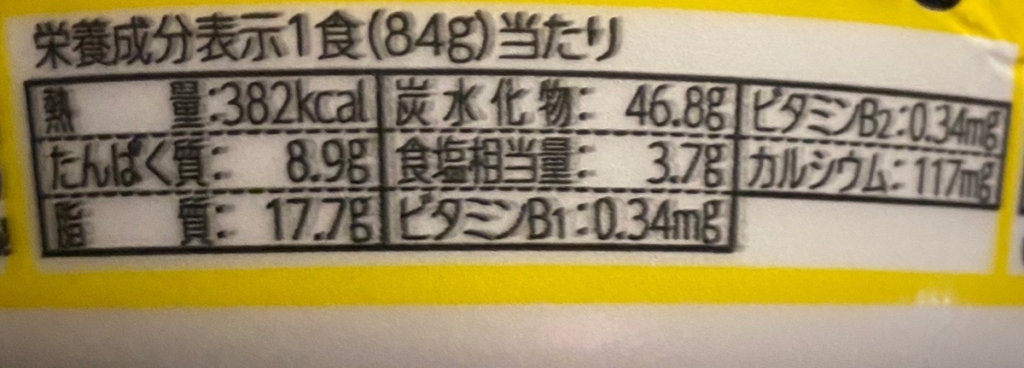 栄養成分表示1食(84g)当たり
熱量:382kcal 炭水化物: 46.8g ビタミンB2:0.34mg
たんぱく質: 8.9g 食塩相当量: 3.7g カルシウム:117mg
脂質: 17.7g ビタミンB1:0.34mg